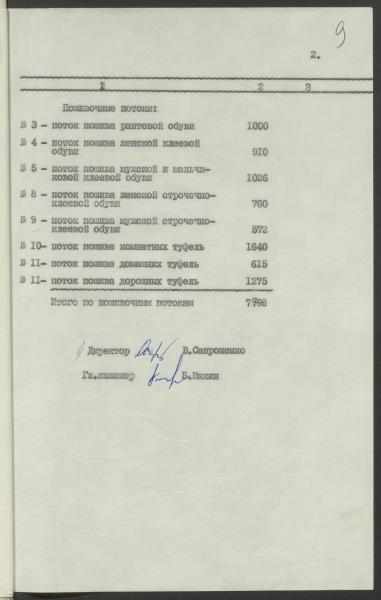 9
2.
1 2 3
Пошивочные потоки:
№ 3 - поток пошива рантовой обуви 1000
№ 4 - поток пошива женской клеевой
обуви 910
№ 5 - поток пошива мужской и мальчи-
ковой клеевой обуви 1026
№ 8 - поток пошива женской строчечно-
клеевой обуви 760
№ 9 - поток пошива мужской строчечно-
клеевой обуви 572
№ 10- поток пошива комнатных туфель 1640
№ 11- поток пошива домашних туфель 615
№ 11- поток пошива дорожных туфель 1275
Итого по пошивочным потокам 7798
Директор В.Сапроненко
Гл.инженер Б.Макин